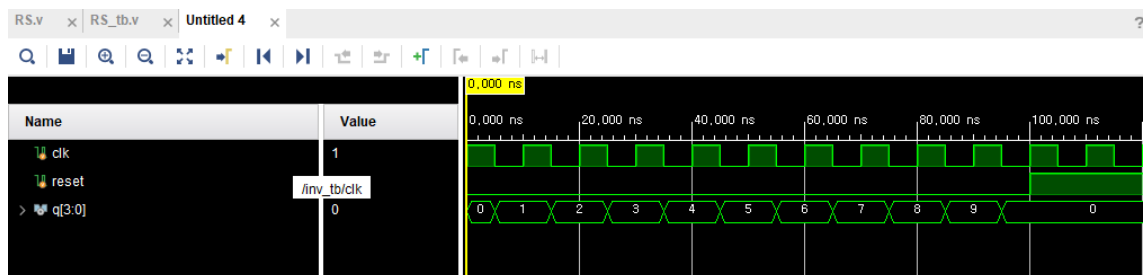 RS.v × RS_tb.v × Untitled 4 × ?
0,000 ns
Name Value 0,000 ns 20,000 ns 40,000 ns 60,000 ns 80,000 ns 100,000 ns
clk 1
reset
/inv_tb/clk
> q[3:0] 0 0 1 2 3 4 5 6 7 8 9 0